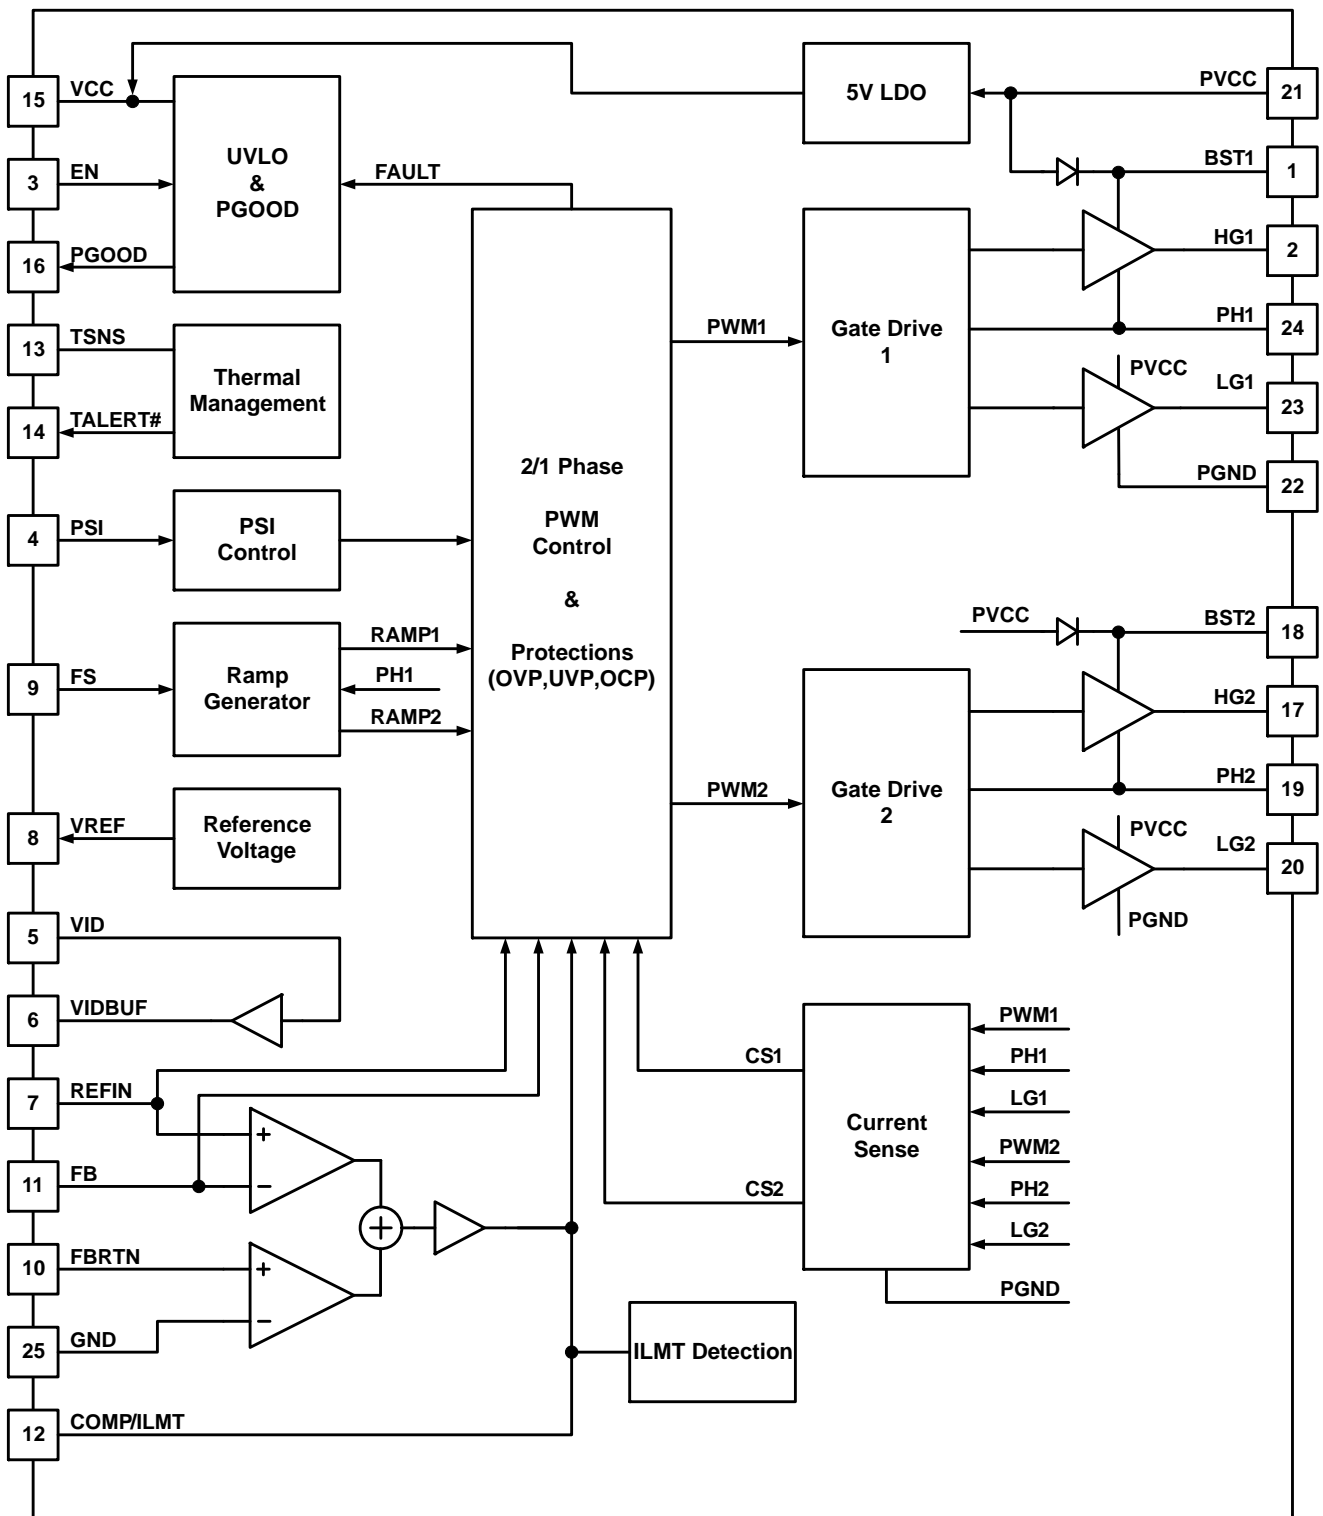 15
VCC
3
EN
16
PGOOD
UVLO
&
PGOOD
FAULT
5V LDO
PVCC
21
BST1
1
HG1
2
PH1
24
PVCC
LG1
23
PGND
22
13
TSNS
14
TALERT#
Thermal
Management
4
PSI
PSI
Control
9
FS
Ramp
Generator
RAMP1
PH1
RAMP2
8
VREF
Reference
Voltage
2/1 Phase
PWM
Control
&
Protections
(OVP,UVP,OCP)
PWM1
Gate Drive
1
PWM2
Gate Drive
2
PVCC
BST2
18
HG2
17
PH2
19
PVCC
LG2
20
PGND
5
VID
6
VIDBUF
7
REFIN
11
FB
10
FBRTN
25
GND
12
COMP/ILMT
+
−
+
−
+
CS1
CS2
Current
Sense
PWM1
PH1
LG1
PWM2
PH2
LG2
PGND
ILMT Detection